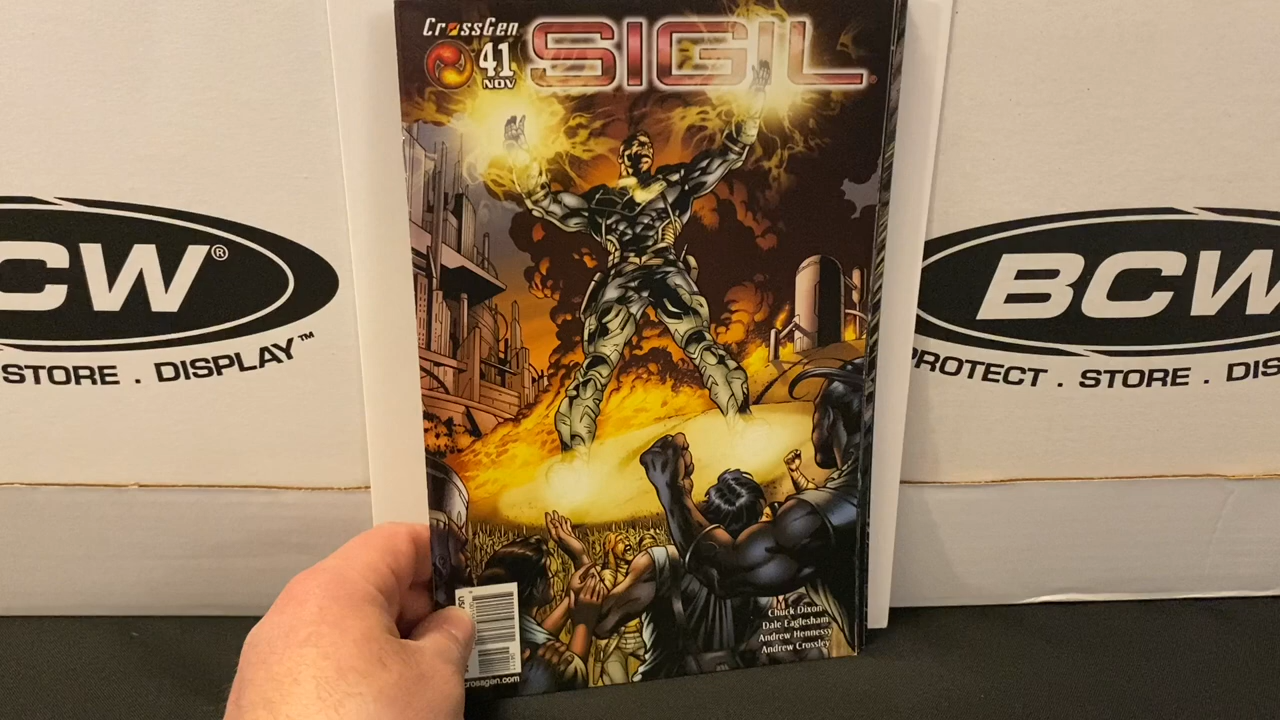 CrossGen
41
NOV
SIGIL
CW®
STORE . DISPLAY™
BCW
PROTECT . STORE . DIS
Chuck Dixon
Dale Eaglesham
Andrew Hennessy
Andrew Crossley
crossgen.com